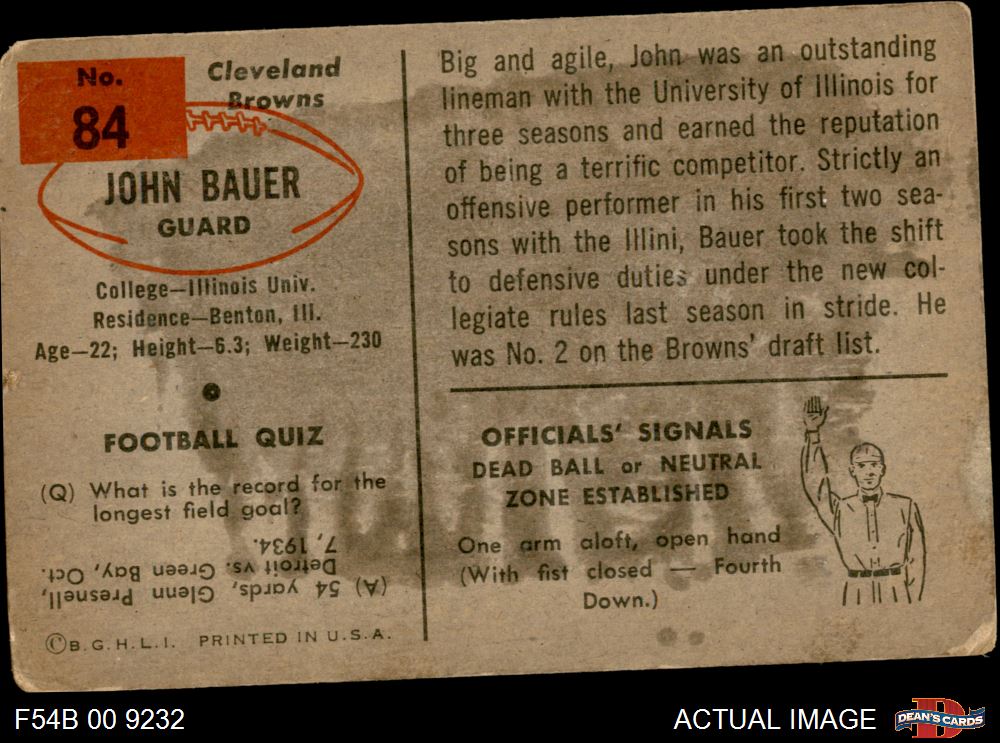 No.
84
Cleveland
Browns
JOHN BAUER
GUARD
College—Illinois Univ.
Residence—Benton, Ill.
Age—22; Height—6.3; Weight—230
FOOTBALL QUIZ
(Q) What is the record for the
longest field goal?
(A) 54 yards, Glenn Presnell,
Detroit vs. Green Bay, Oct.
7, 1934.
©B.G.H.L.I. PRINTED IN U.S.A.
Big and agile, John was an outstanding
lineman with the University of Illinois for
three seasons and earned the reputation
of being a terrific competitor. Strictly an
offensive performer in his first two sea-
sons with the Illini, Bauer took the shift
to defensive duties under the new col-
legiate rules last season in stride. He
was No. 2 on the Browns' draft list.
OFFICIALS' SIGNALS
DEAD BALL or NEUTRAL
ZONE ESTABLISHED
One arm aloft, open hand
(With fist closed — Fourth
Down.)
F54B 00 9232
ACTUAL IMAGE
D
DEAN'S CARDS